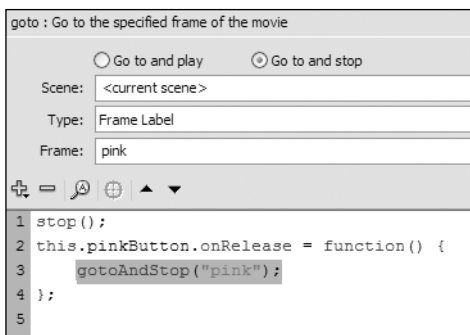 goto : Go to the specified frame of the movie
Go to and play Go to and stop
Scene: <current scene>
Type: Frame Label
Frame: pink
1 stop();
2 this.pinkButton.onRelease = function() {
3 gotoAndStop("pink");
4 };
5